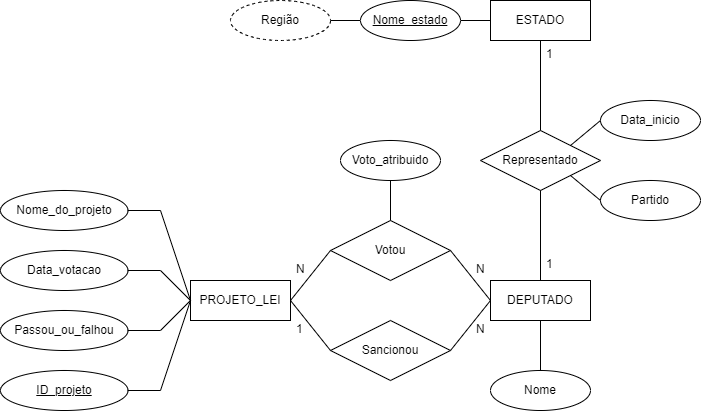 Região
Nome_estado
ESTADO
1
Data_inicio
Representado
Voto_atribuido
Partido
Nome_do_projeto
Votou
Data_votacao
N
N
1
PROJETO_LEI
DEPUTADO
Passou_ou_falhou
1
N
Sancionou
ID_projeto
Nome